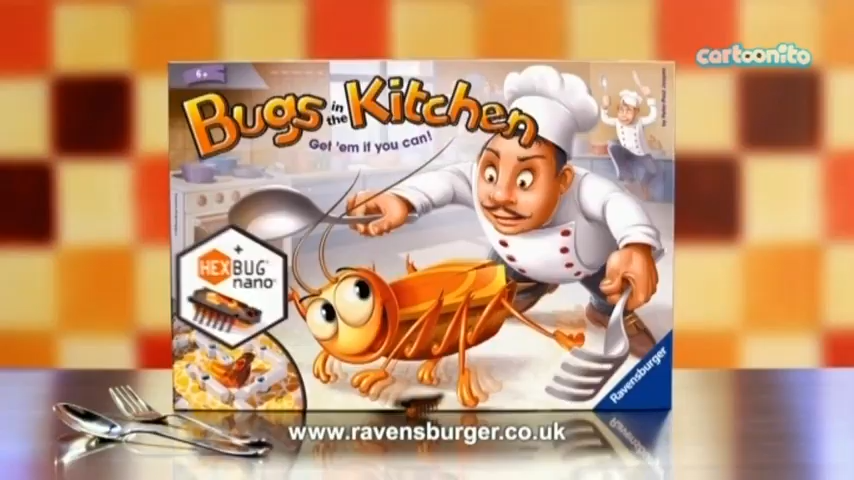 cartoonito
6+
Bugs in the Kitchen
Get 'em if you can!
+
HEXBUG
nano®
Ravensburger
www.ravensburger.co.uk